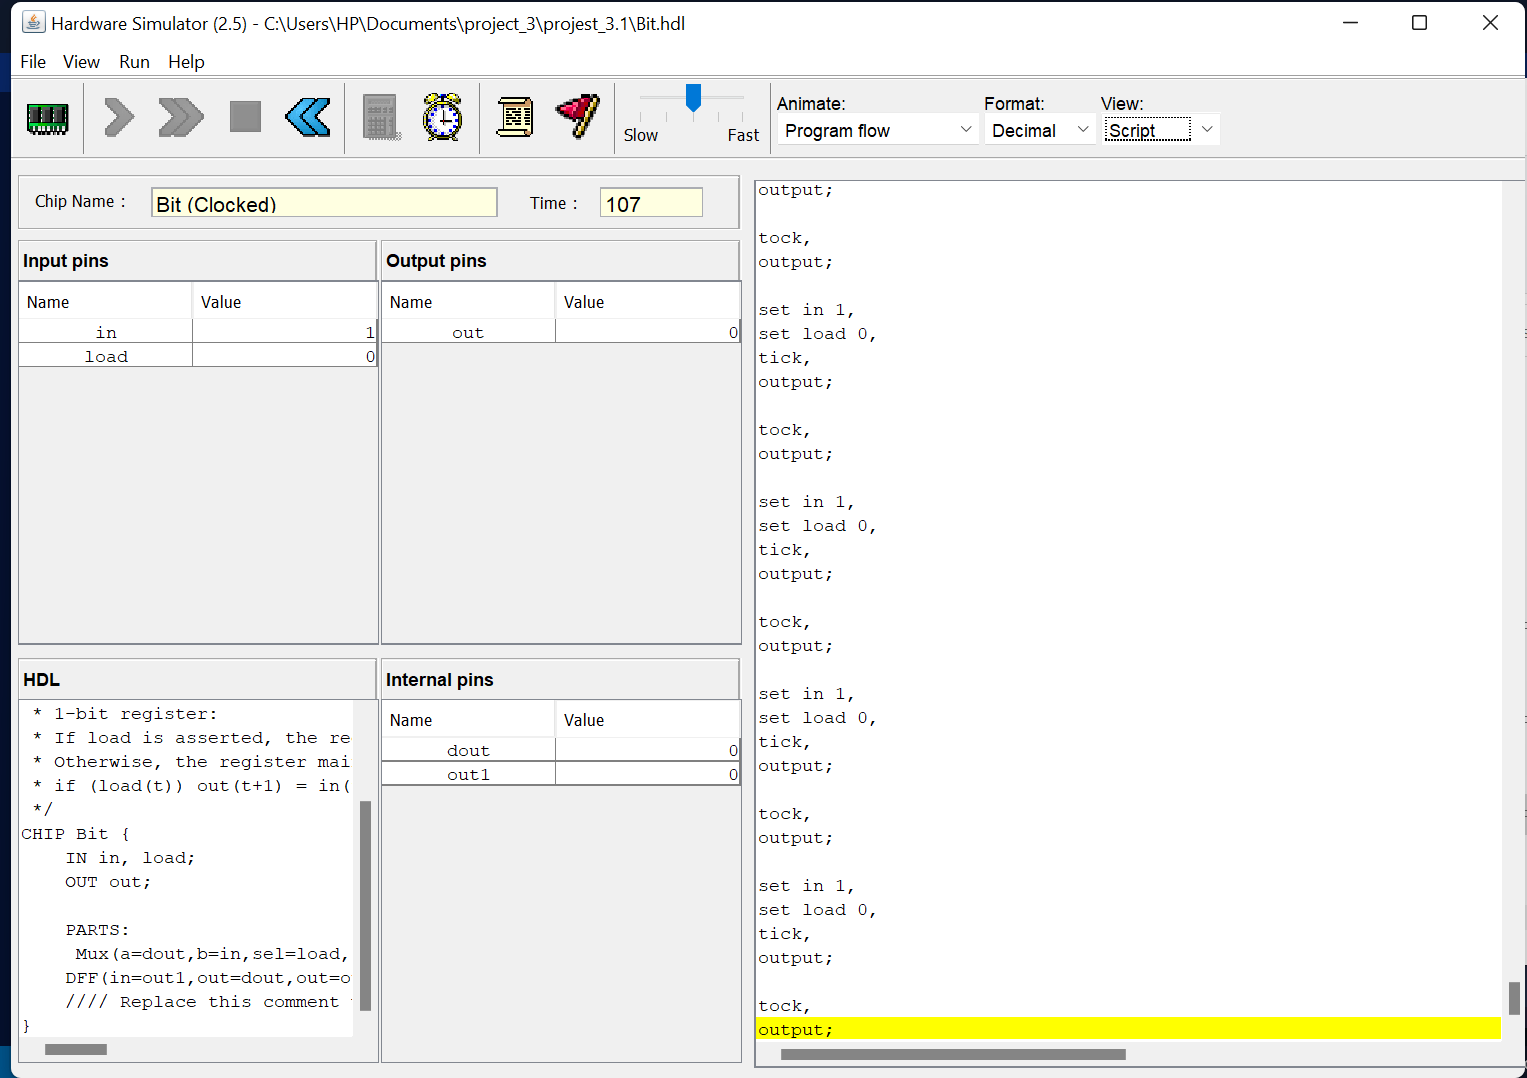 Hardware Simulator (2.5) - C:\Users\HP\Documents\project_3\projest_3.1\Bit.hdl
File View Run Help
Slow Fast
Animate: Format: View:
Program flow Decimal Script
Chip Name : Bit (Clocked) Time : 107
Input pins
Name Value
in 1
load 0
Output pins
Name Value
out 0
HDL
* 1-bit register:
* If load is asserted, the re
* Otherwise, the register mai
* if (load(t)) out(t+1) = in(
*/
CHIP Bit {
IN in, load;
OUT out;
PARTS:
Mux(a=dout,b=in,sel=load,
DFF(in=out1,out=dout,out=o
//// Replace this comment
}
Internal pins
Name Value
dout 0
out1 0
output;
tock,
output;
set in 1,
set load 0,
tick,
output;
tock,
output;
set in 1,
set load 0,
tick,
output;
tock,
output;
set in 1,
set load 0,
tick,
output;
tock,
output;
set in 1,
set load 0,
tick,
output;
tock,
output;